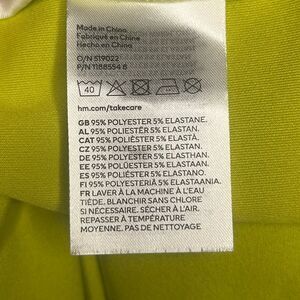 Made in China
Fabriqué en Chine
Hecho en China
O/N 519022
P/N 1188554 8
40
hm.com/takecare
GB 95% POLYESTER 5% ELASTANE.
AL 95% POLIESTËR 5% ELASTAN.
CAT 95% POLIÈSTER 5% ELASTÀ.
CZ 95% POLYESTER 5% ELASTAN.
DE 95% POLYESTER 5% ELASTHAN.
EE 95% POLÜESTER 5% ELASTAAN.
ES 95% POLIÉSTER 5% ELASTANO.
FI 95% POLYESTERIÄ 5% ELASTAANIA.
FR LAVER À LA MACHINE À L'EAU
TIÈDE. BLANCHIR SANS CHLORE
SI NÉCESSAIRE. SÉCHER À L'AIR.
REPASSER À TEMPÉRATURE
MOYENNE. PAS DE NETTOYAGE